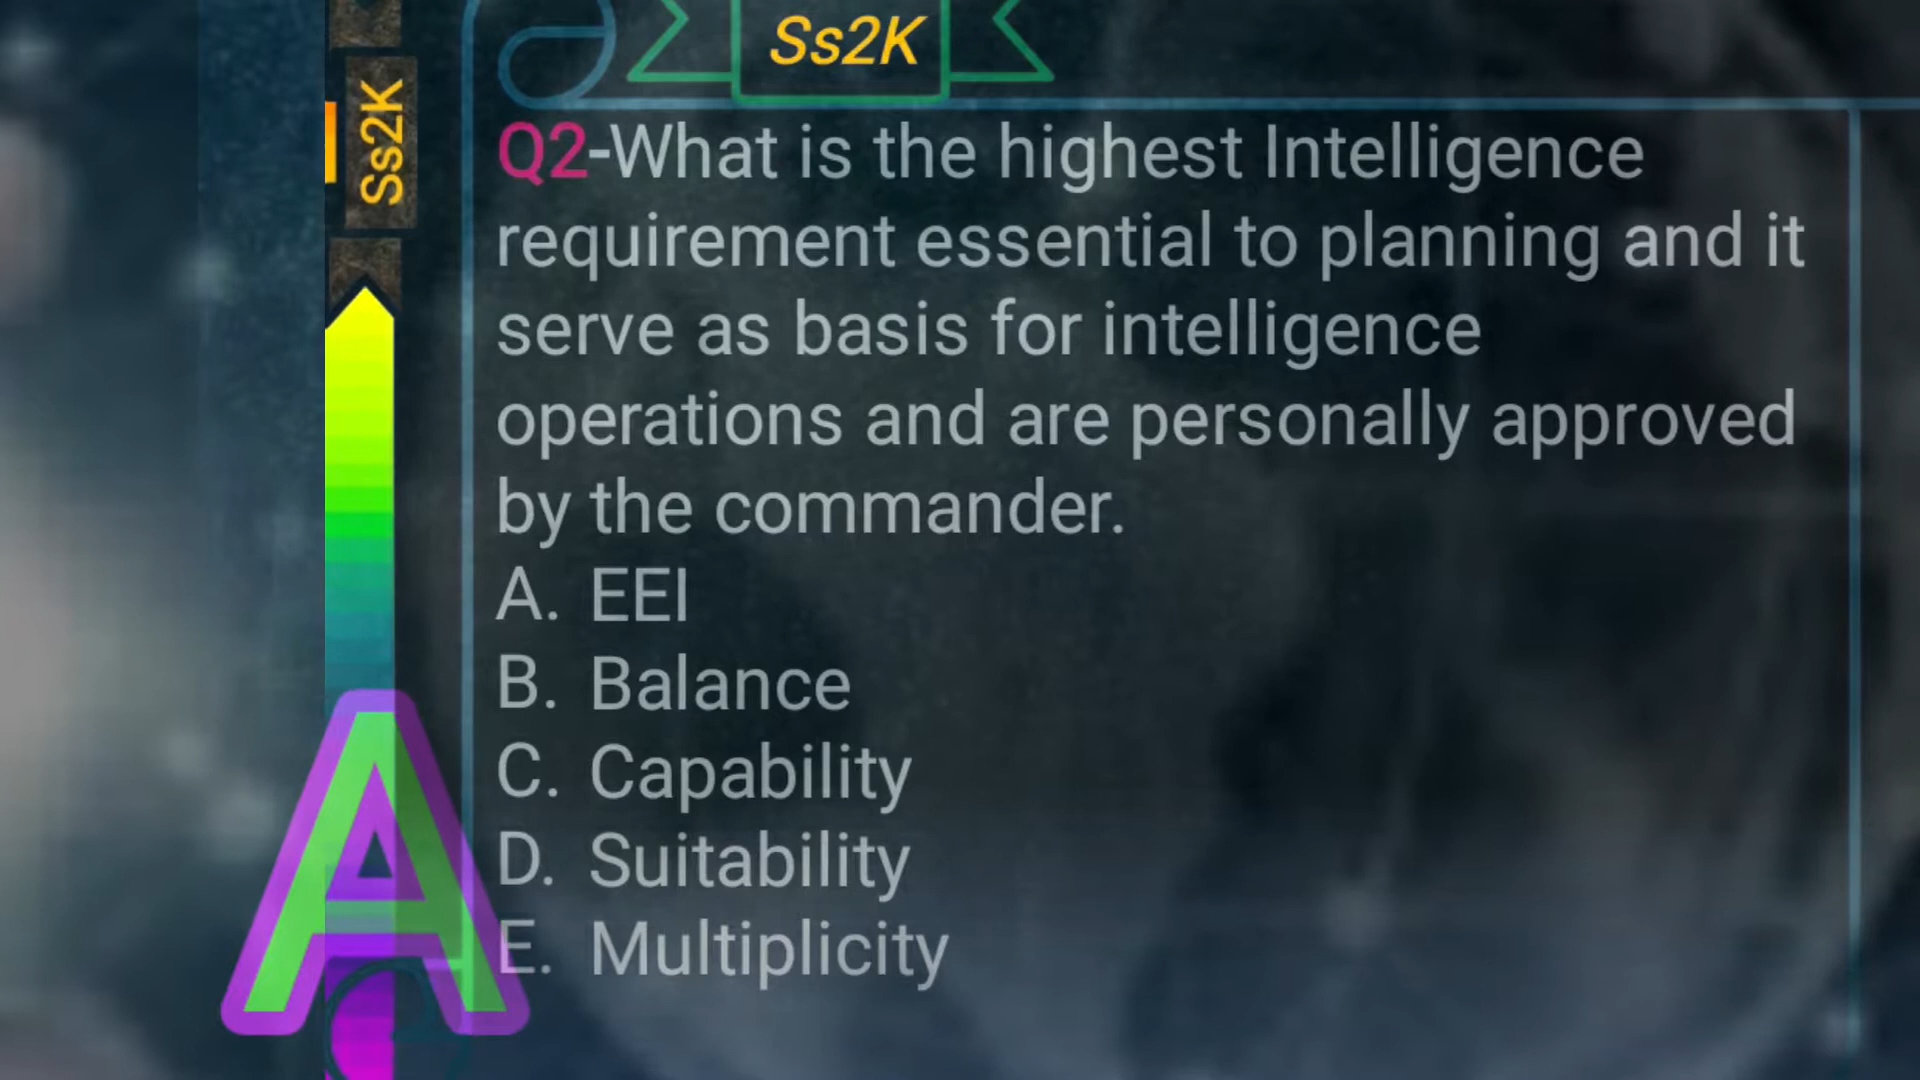 Ss2K
Ss2K
Q2-What is the highest Intelligence
requirement essential to planning and it
serve as basis for intelligence
operations and are personally approved
by the commander.
A. EEI
B. Balance
C. Capability
D. Suitability
E. Multiplicity
A